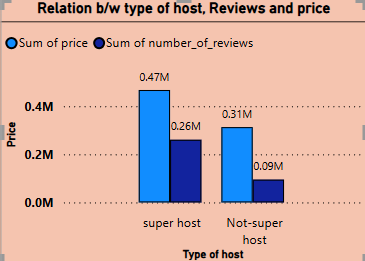 Relation b/w type of host, Reviews and price
Sum of price Sum of number_of_reviews
0.47M
0.4M
0.31M
0.26M
0.2M
0.09M
0.0M
Price
super host
Not-super
host
Type of host